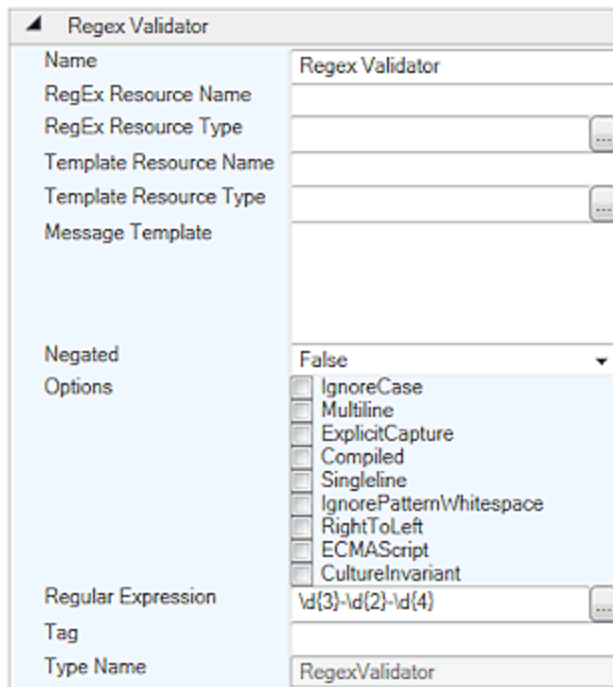 Regex Validator
Name Regex Validator
RegEx Resource Name
RegEx Resource Type ...
Template Resource Name
Template Resource Type ...
Message Template
Negated False
Options IgnoreCase
Multiline
ExplicitCapture
Compiled
Singleline
IgnorePatternWhitespace
RightToLeft
ECMAScript
CultureInvariant
Regular Expression \d{3}-\d{2}-\d{4} ...
Tag
Type Name RegexValidator